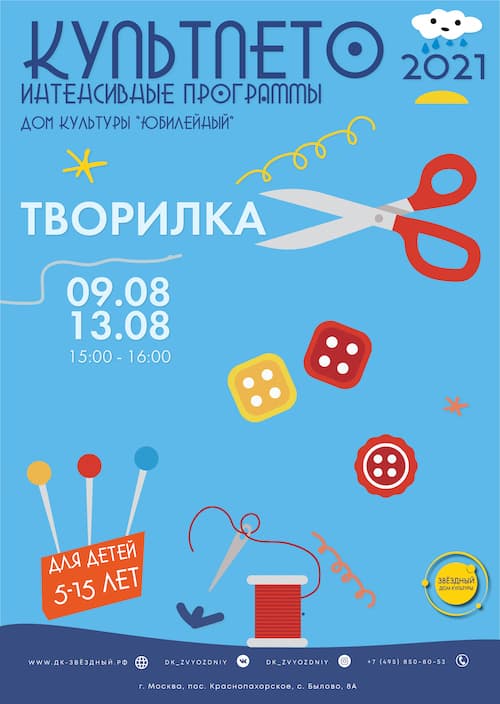 КУЛЬТЛЕТО
2021
ИНТЕНСИВНЫЕ ПРОГРАММЫ
ДОМ КУЛЬТУРЫ "ЮБИЛЕЙНЫЙ"
ТВОРИЛКА
09.08
13.08
15:00 - 16:00
ДЛЯ ДЕТЕЙ
5-15 ЛЕТ
ЗВЁЗДНЫЙ
ДОМ КУЛЬТУРЫ
WWW.ДК-ЗВЁЗДНЫЙ.РФ DK_ZVYOZDNIY DK_ZVYOZDNIY +7 (495) 850-80-53
г. Москва, пос. Краснопахорское, с. Былово, 8А